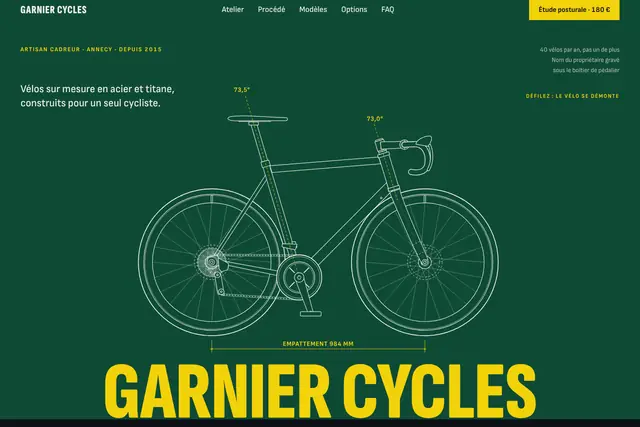 GARNIER CYCLES
Atelier
Procédé
Modèles
Options
FAQ
Étude posturale · 180 €
ARTISAN CADREUR · ANNECY · DEPUIS 2015
Vélos sur mesure en acier et titane,
construits pour un seul cycliste.
40 vélos par an, pas un de plus
Nom du propriétaire gravé
sous le boîtier de pédalier
DÉFILEZ : LE VÉLO SE DÉMONTE
73,5°
73,0°
EMPATTEMENT 984 MM
GARNIER CYCLES